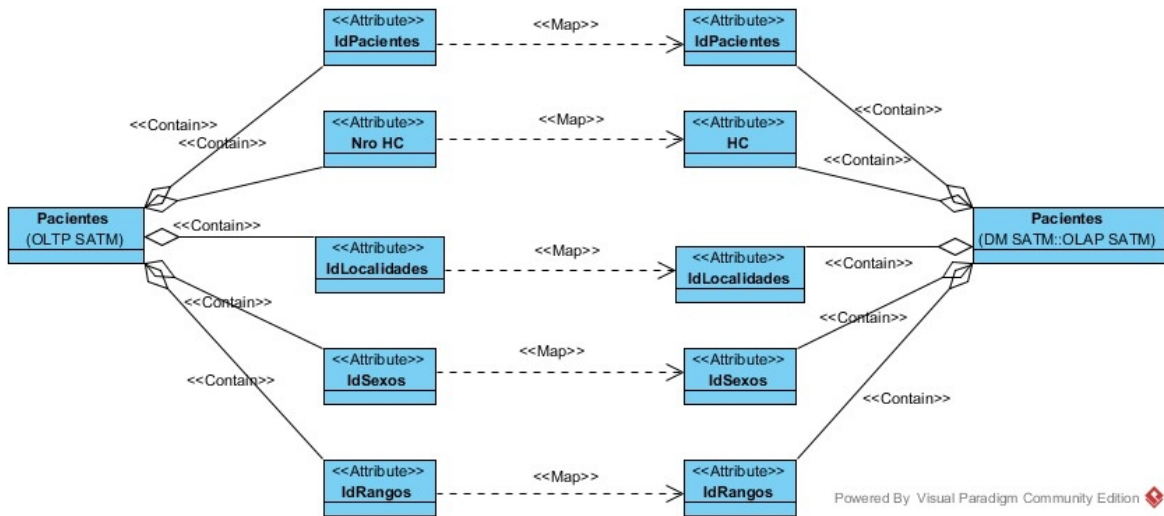 <<Attribute>>
IdPacientes
<<Map>>
<<Attribute>>
IdPacientes
<<Contain>>
<<Contain>>
<<Attribute>>
Nro HC
<<Map>>
<<Attribute>>
HC
<<Contain>>
<<Contain>>
Pacientes
(OLTP SATM)
<<Contain>>
<<Attribute>>
IdLocalidades
<<Map>>
<<Attribute>>
IdLocalidades
<<Contain>>
Pacientes
(DM SATM::OLAP SATM)
<<Contain>>
<<Attribute>>
IdSexos
<<Map>>
<<Attribute>>
IdSexos
<<Contain>>
<<Contain>>
<<Attribute>>
IdRangos
<<Map>>
<<Attribute>>
IdRangos
<<Contain>>
Powered By Visual Paradigm Community Edition